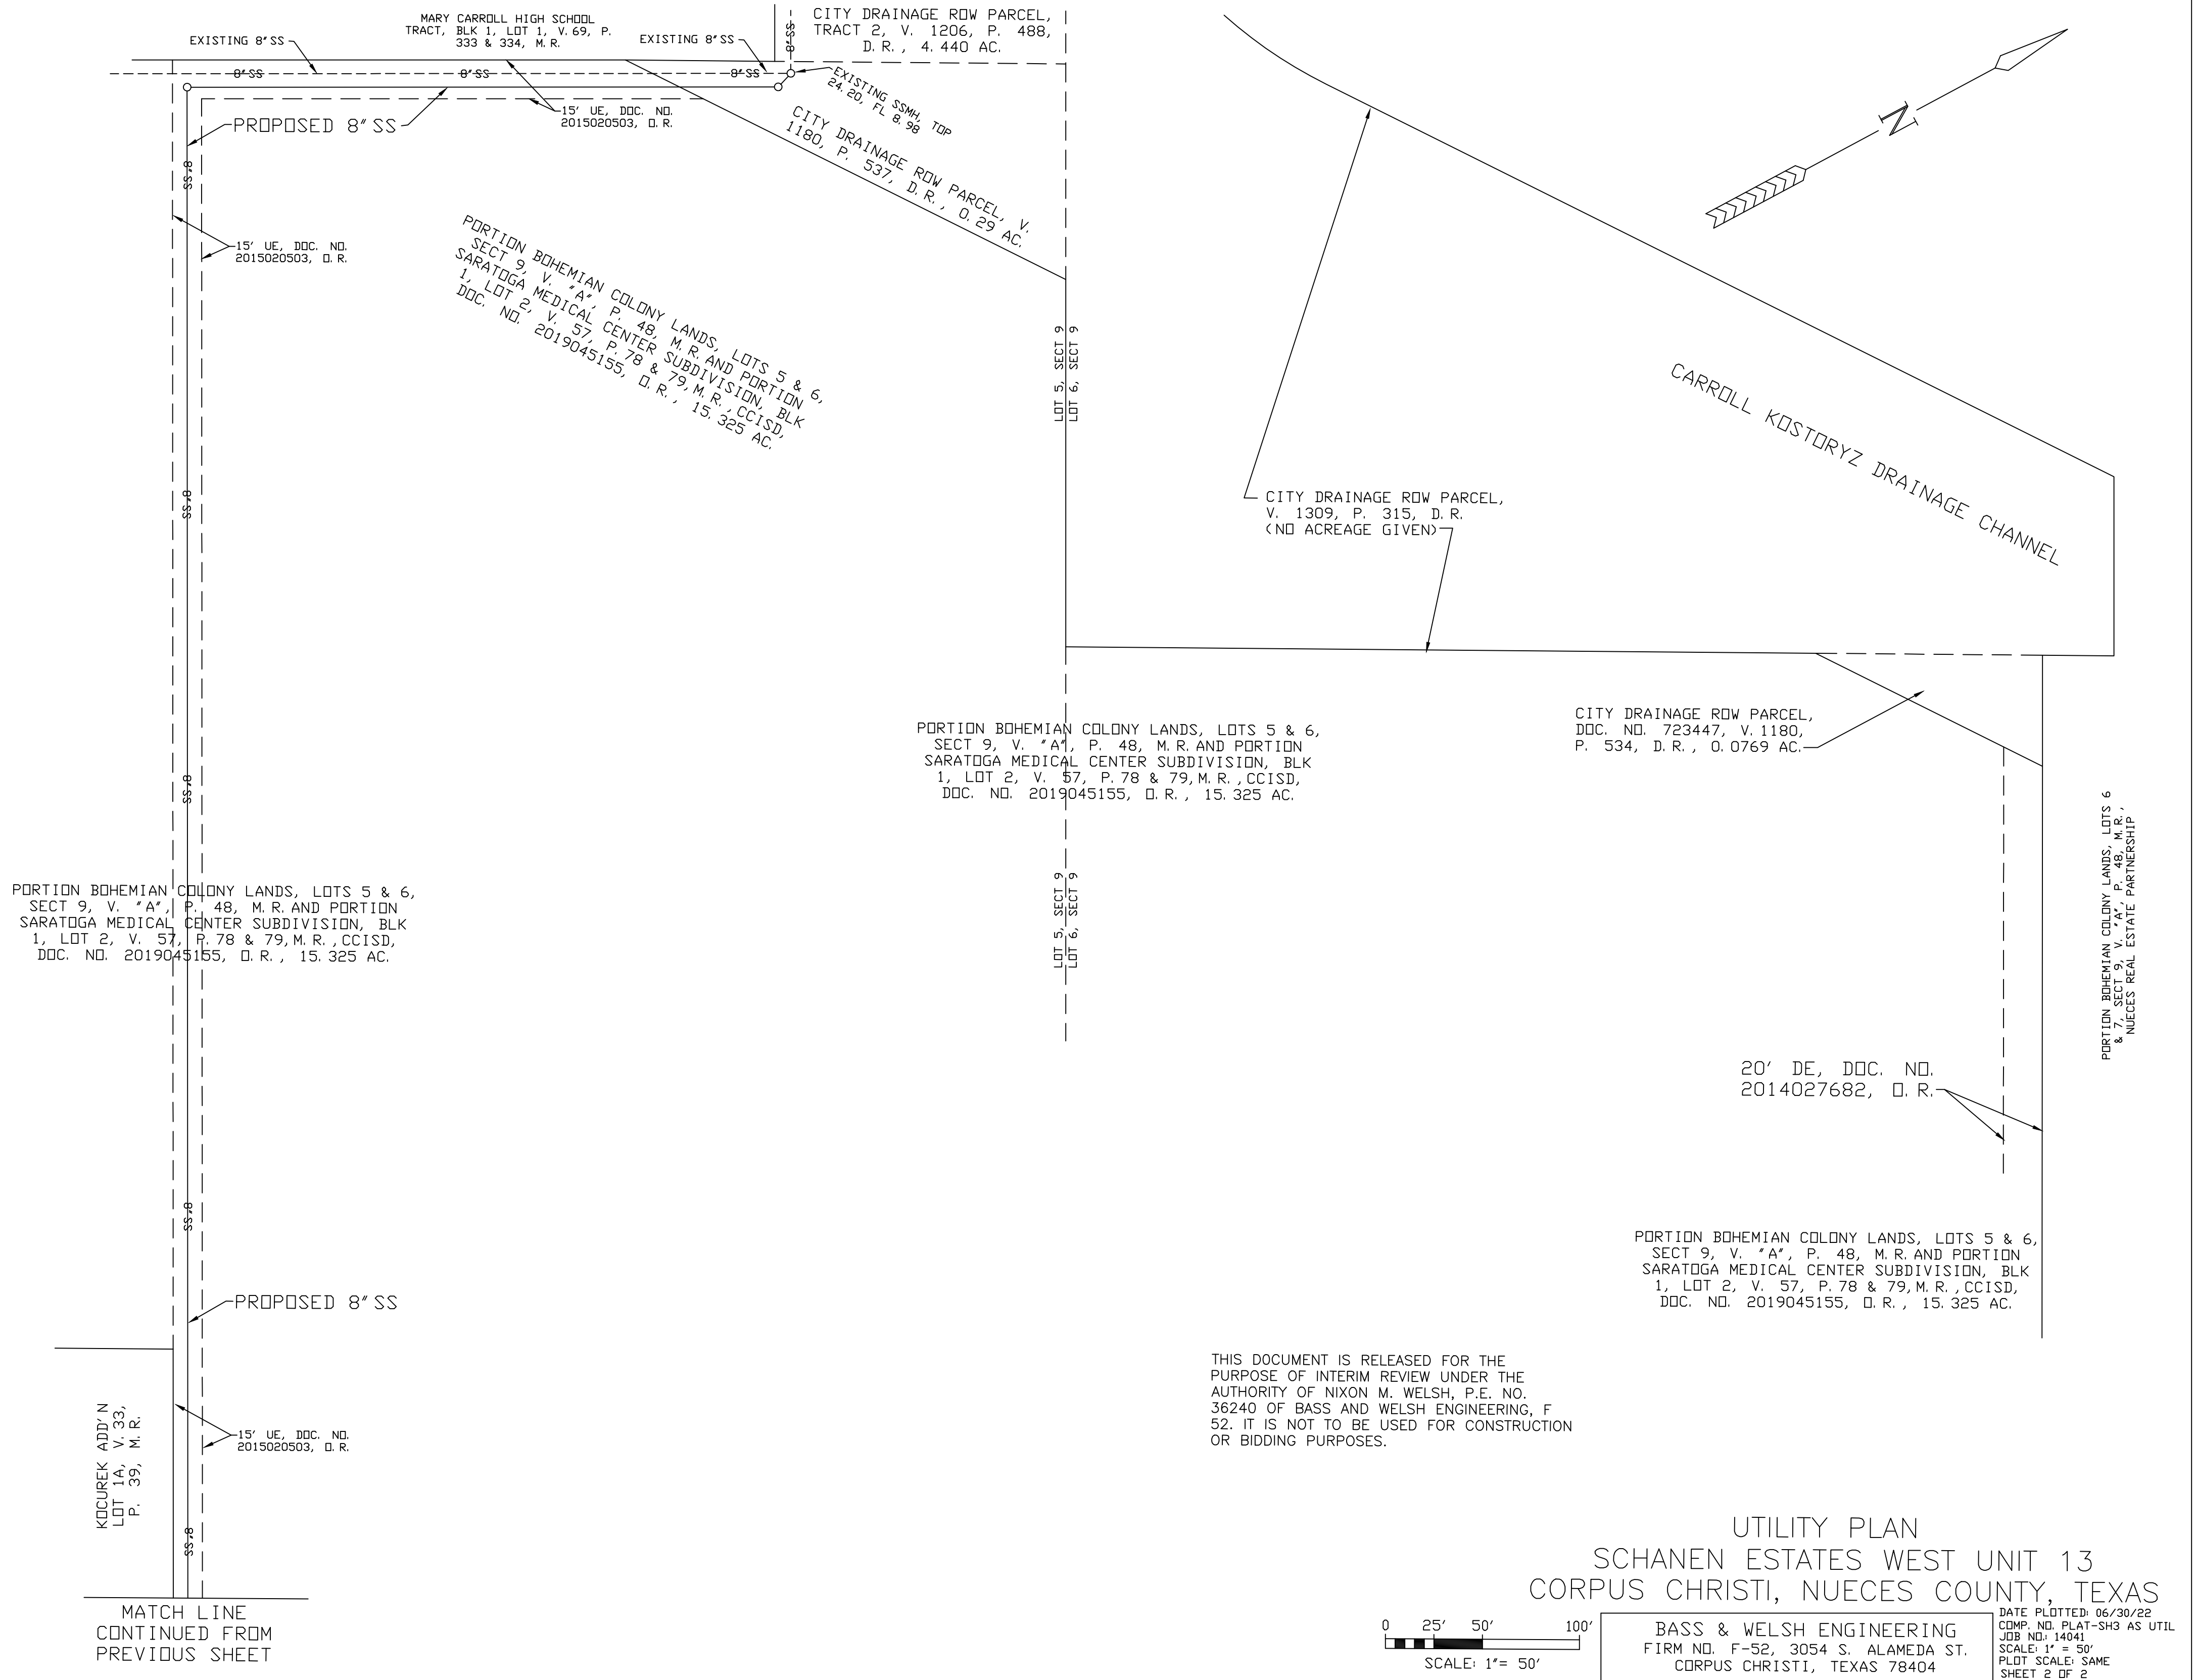 MARY CARROLL HIGH SCHOOL
TRACT, BLK 1, LOT 1, V. 69, P.
333 & 334, M. R.
EXISTING 8" SS
EXISTING 8" SS
8" SS
CITY DRAINAGE ROW PARCEL,
TRACT 2, V. 1206, P. 488,
D. R. , 4. 440 AC.
8" SS
8" SS
8" SS
EXISTING SSMH, TOP
24. 20, FL 8. 98
PROPOSED 8" SS
15' UE, DOC. NO.
2015020503, O. R.
CITY DRAINAGE ROW PARCEL, V.
1180, P. 537, D. R. , 0. 29 AC.
N
8" SS
15' UE, DOC. NO.
2015020503, O. R.
PORTION BOHEMIAN COLONY LANDS, LOTS 5 & 6,
SECT 9, V. "A", P. 48, M. R. AND PORTION
SARATOGA MEDICAL CENTER SUBDIVISION, BLK
1, LOT 2, V. 57, P. 78 & 79, M. R. , CCISD,
DOC. NO. 2019045155, O. R. , 15. 325 AC.
LOT 5, SECT 9
LOT 6, SECT 9
CARROLL KOSTORYZ DRAINAGE CHANNEL
8" SS
CITY DRAINAGE ROW PARCEL,
V. 1309, P. 315, D. R.
(NO ACREAGE GIVEN)
8" SS
PORTION BOHEMIAN COLONY LANDS, LOTS 5 & 6,
SECT 9, V. "A", P. 48, M. R. AND PORTION
SARATOGA MEDICAL CENTER SUBDIVISION, BLK
1, LOT 2, V. 57, P. 78 & 79, M. R. , CCISD,
DOC. NO. 2019045155, O. R. , 15. 325 AC.
CITY DRAINAGE ROW PARCEL,
DOC. NO. 723447, V. 1180,
P. 534, D. R. , 0. 0769 AC.
PORTION BOHEMIAN COLONY LANDS, LOTS 6
& 7, SECT 9, V. "A", P. 48, M. R. ,
NUECES REAL ESTATE PARTNERSHIP
PORTION BOHEMIAN COLONY LANDS, LOTS 5 & 6,
SECT 9, V. "A", P. 48, M. R. AND PORTION
SARATOGA MEDICAL CENTER SUBDIVISION, BLK
1, LOT 2, V. 57, P. 78 & 79, M. R. , CCISD,
DOC. NO. 2019045155, O. R. , 15. 325 AC.
LOT 5, SECT 9
LOT 6, SECT 9
20' DE, DOC. NO.
2014027682, O. R.
8" SS
PORTION BOHEMIAN COLONY LANDS, LOTS 5 & 6,
SECT 9, V. "A", P. 48, M. R. AND PORTION
SARATOGA MEDICAL CENTER SUBDIVISION, BLK
1, LOT 2, V. 57, P. 78 & 79, M. R. , CCISD,
DOC. NO. 2019045155, O. R. , 15. 325 AC.
PROPOSED 8" SS
THIS DOCUMENT IS RELEASED FOR THE
PURPOSE OF INTERIM REVIEW UNDER THE
AUTHORITY OF NIXON M. WELSH, P.E. NO.
36240 OF BASS AND WELSH ENGINEERING, F
52. IT IS NOT TO BE USED FOR CONSTRUCTION
OR BIDDING PURPOSES.
KOCUREK ADD'N
LOT 1A, V. 33,
P. 39, M. R.
15' UE, DOC. NO.
2015020503, O. R.
8" SS
MATCH LINE
CONTINUED FROM
PREVIOUS SHEET
UTILITY PLAN
SCHANEN ESTATES WEST UNIT 13
CORPUS CHRISTI, NUECES COUNTY, TEXAS
0 25' 50' 100'
SCALE: 1"= 50'
BASS & WELSH ENGINEERING
FIRM NO. F-52, 3054 S. ALAMEDA ST.
CORPUS CHRISTI, TEXAS 78404
DATE PLOTTED: 06/30/22
COMP. NO. PLAT-SH3 AS UTIL
JOB NO.: 14041
SCALE: 1" = 50'
PLOT SCALE: SAME
SHEET 2 OF 2